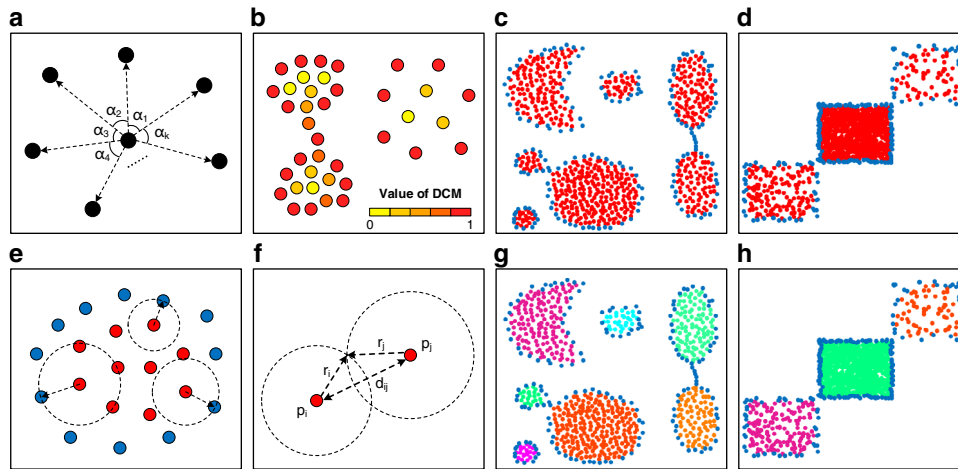 a
b
c
d
α2
α1
α3
αk
α4
Value of DCM
0 1
e
f
g
h
rj
pj
ri
dij
pi